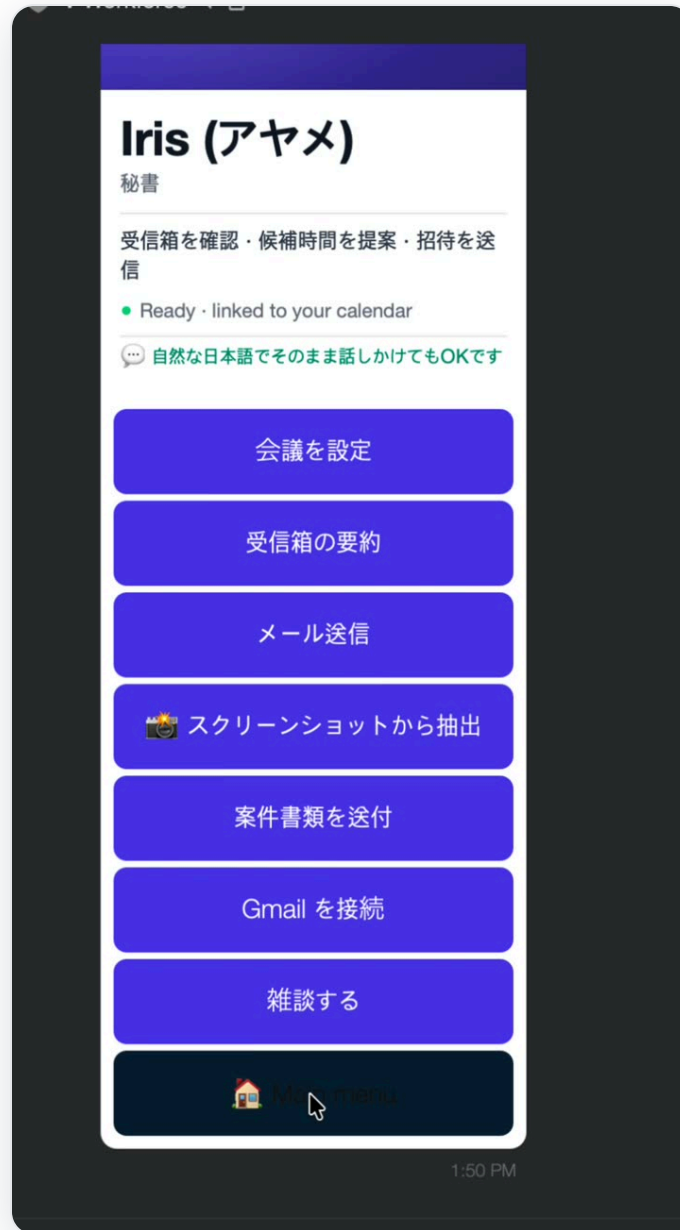 Iris (アヤメ)
秘書
受信箱を確認・候補時間を提案・招待を送
信
Ready · linked to your calendar
自然な日本語でそのまま話しかけてもOKです
会議を設定
受信箱の要約
メール送信
スクリーンショットから抽出
案件書類を送付
Gmail を接続
雑談する
menu
1:50 PM